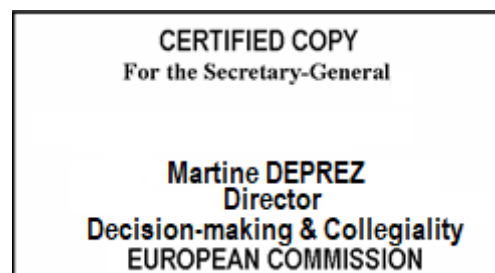 CERTIFIED COPY
For the Secretary-General
Martine DEPREZ
Director
Decision-making & Collegiality
EUROPEAN COMMISSION